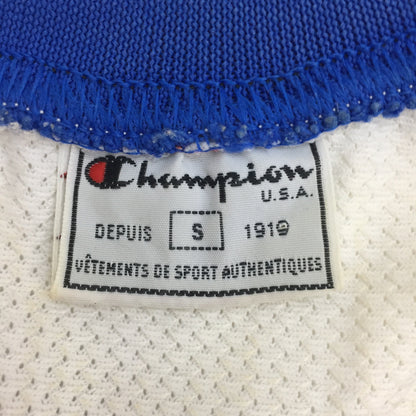 Champion
U.S.A.
DEPUIS S 1919
VÊTEMENTS DE SPORT AUTHENTIQUES